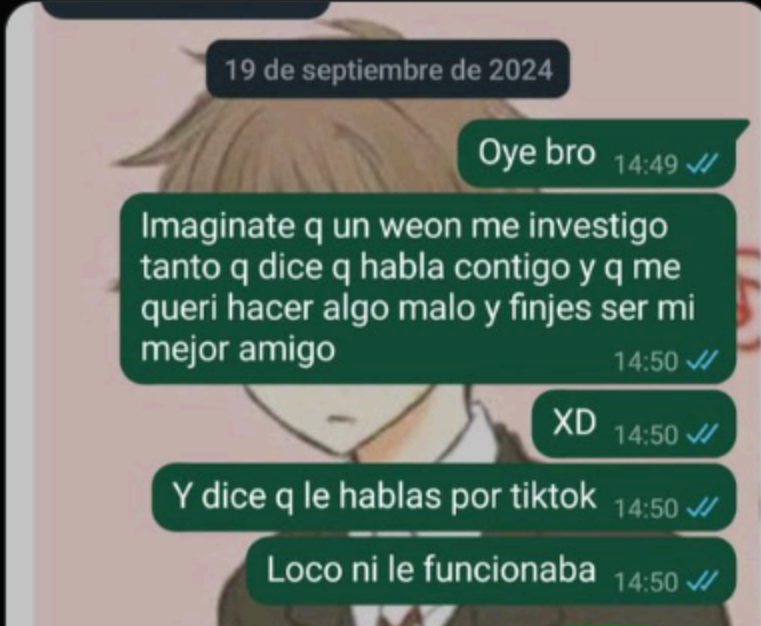 19 de septiembre de 2024
Oye bro 14:49
Imaginate q un weon me investigo
tanto q dice q habla contigo y q me
queri hacer algo malo y finjes ser mi
mejor amigo 14:50
XD 14:50
Y dice q le hablas por tiktok 14:50
Loco ni le funcionaba 14:50